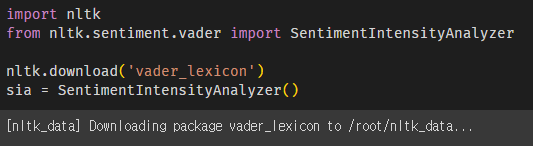 import nltk
from nltk.sentiment.vader import SentimentIntensityAnalyzer
nltk.download('vader_lexicon')
sia = SentimentIntensityAnalyzer()
[nltk_data] Downloading package vader_lexicon to /root/nltk_data...